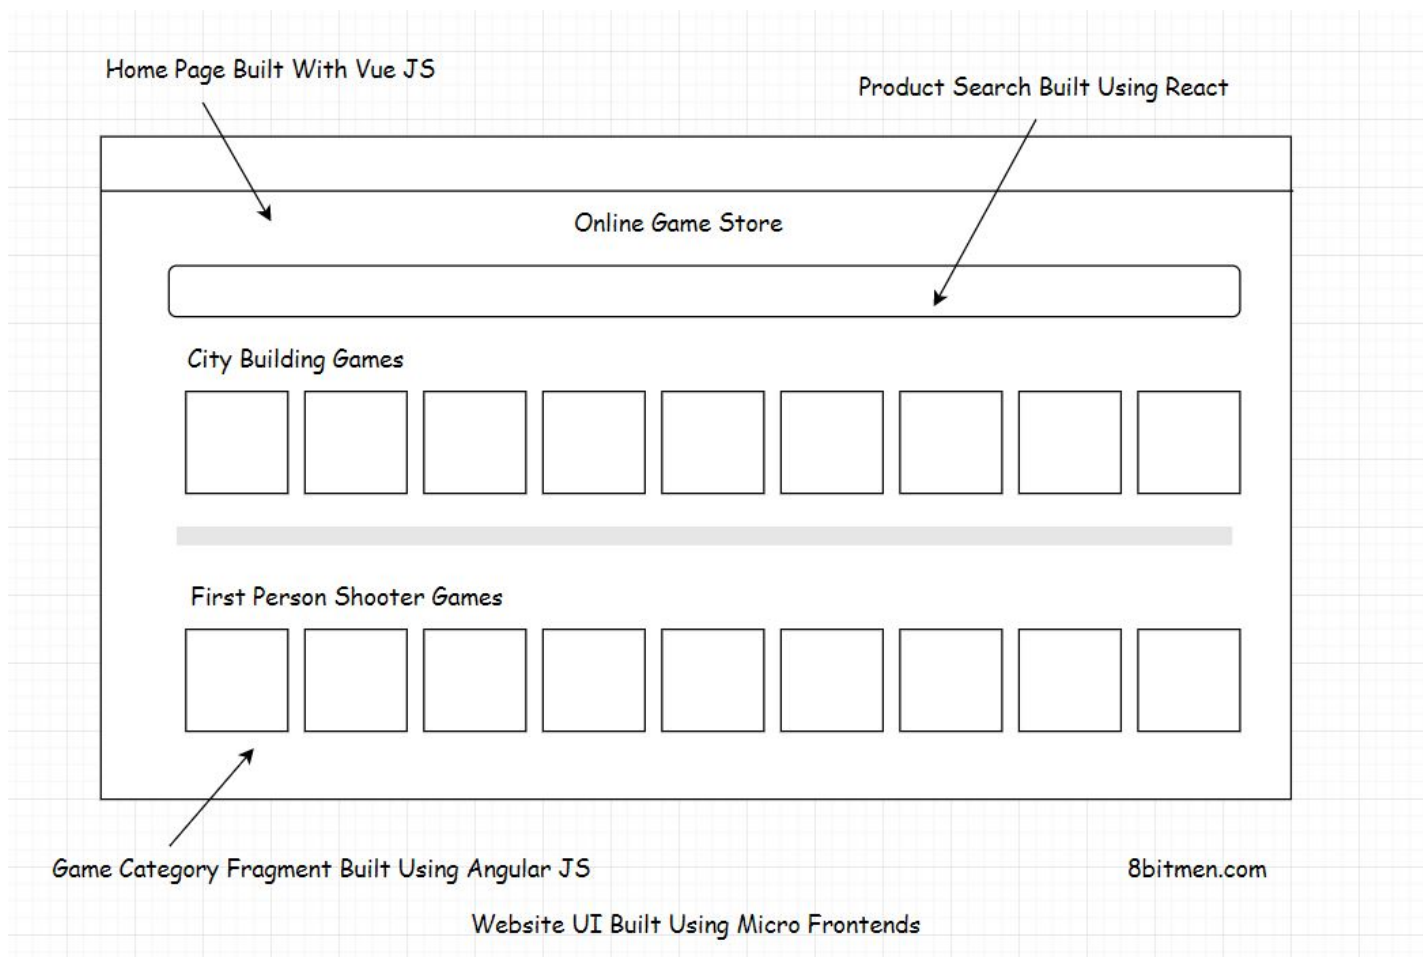 Home Page Built With Vue JS
Product Search Built Using React
Online Game Store
City Building Games
First Person Shooter Games
Game Category Fragment Built Using Angular JS
8bitmen.com
Website UI Built Using Micro Frontends